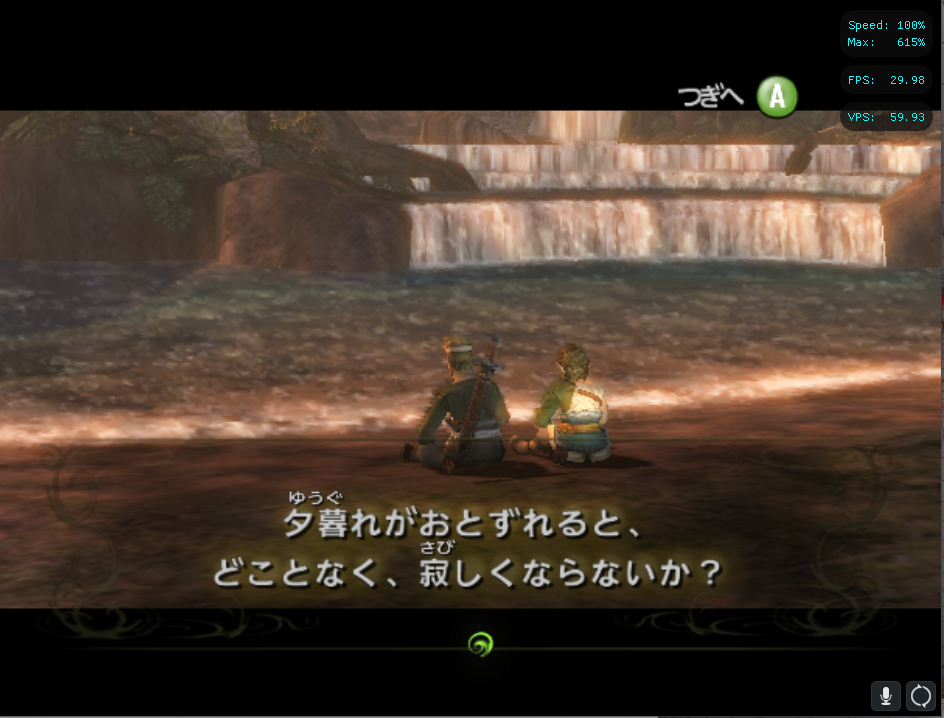 Speed: 100%
Max: 615%
FPS: 29.98
VPS: 59.93
つぎへ A
ゆうぐ
夕暮れがおとずれると、
さび
どことなく、寂しくならないか？